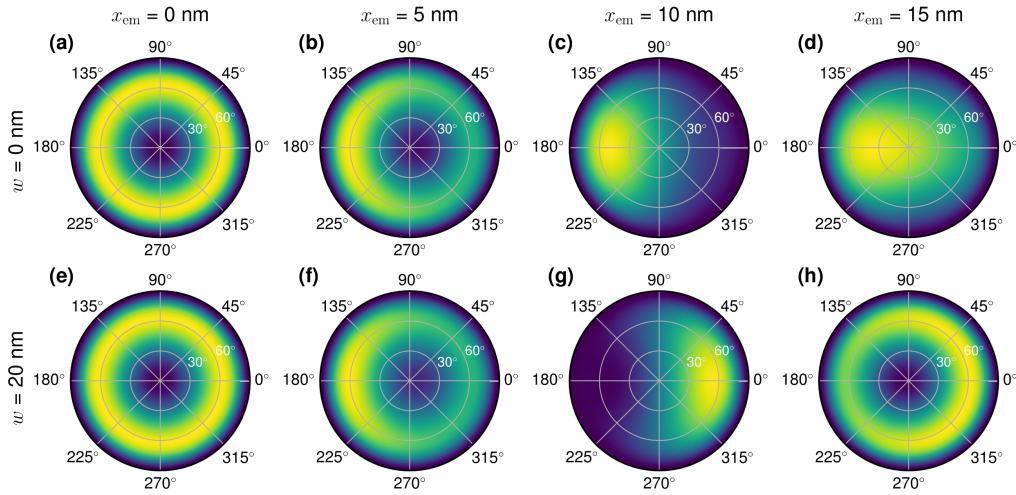 x_em = 0 nm x_em = 5 nm x_em = 10 nm x_em = 15 nm
w = 0 nm
(a) 90° 135° 45° 180° 0° 225° 315° 270° 30° 60°
(b) 90° 135° 45° 180° 0° 225° 315° 270° 30° 60°
(c) 90° 135° 45° 180° 0° 225° 315° 270° 30° 60°
(d) 90° 135° 45° 180° 0° 225° 315° 270° 30° 60°
w = 20 nm
(e) 90° 135° 45° 180° 0° 225° 315° 270° 30° 60°
(f) 90° 135° 45° 180° 0° 225° 315° 270° 30° 60°
(g) 90° 135° 45° 180° 0° 225° 315° 270° 30° 60°
(h) 90° 135° 45° 180° 0° 225° 315° 270° 30° 60°